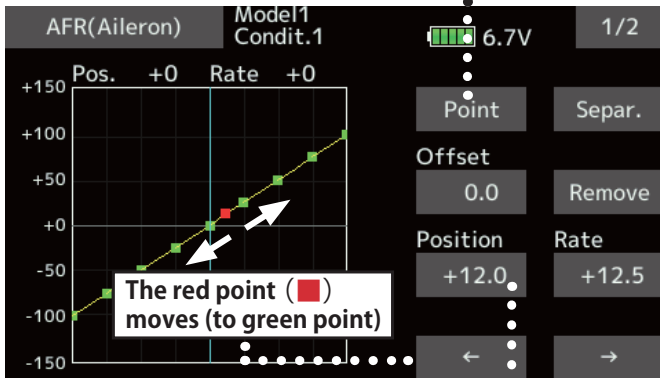 AFR(Aileron)
Model1
Condit.1
6.7V
1/2
Pos. +0 Rate +0
+150
+100
+50
+0
-50
-100
-150
Point
Separ.
Offset
0.0
Remove
Position
Rate
+12.0
+12.5
←
→
The red point (■)
moves (to green point)